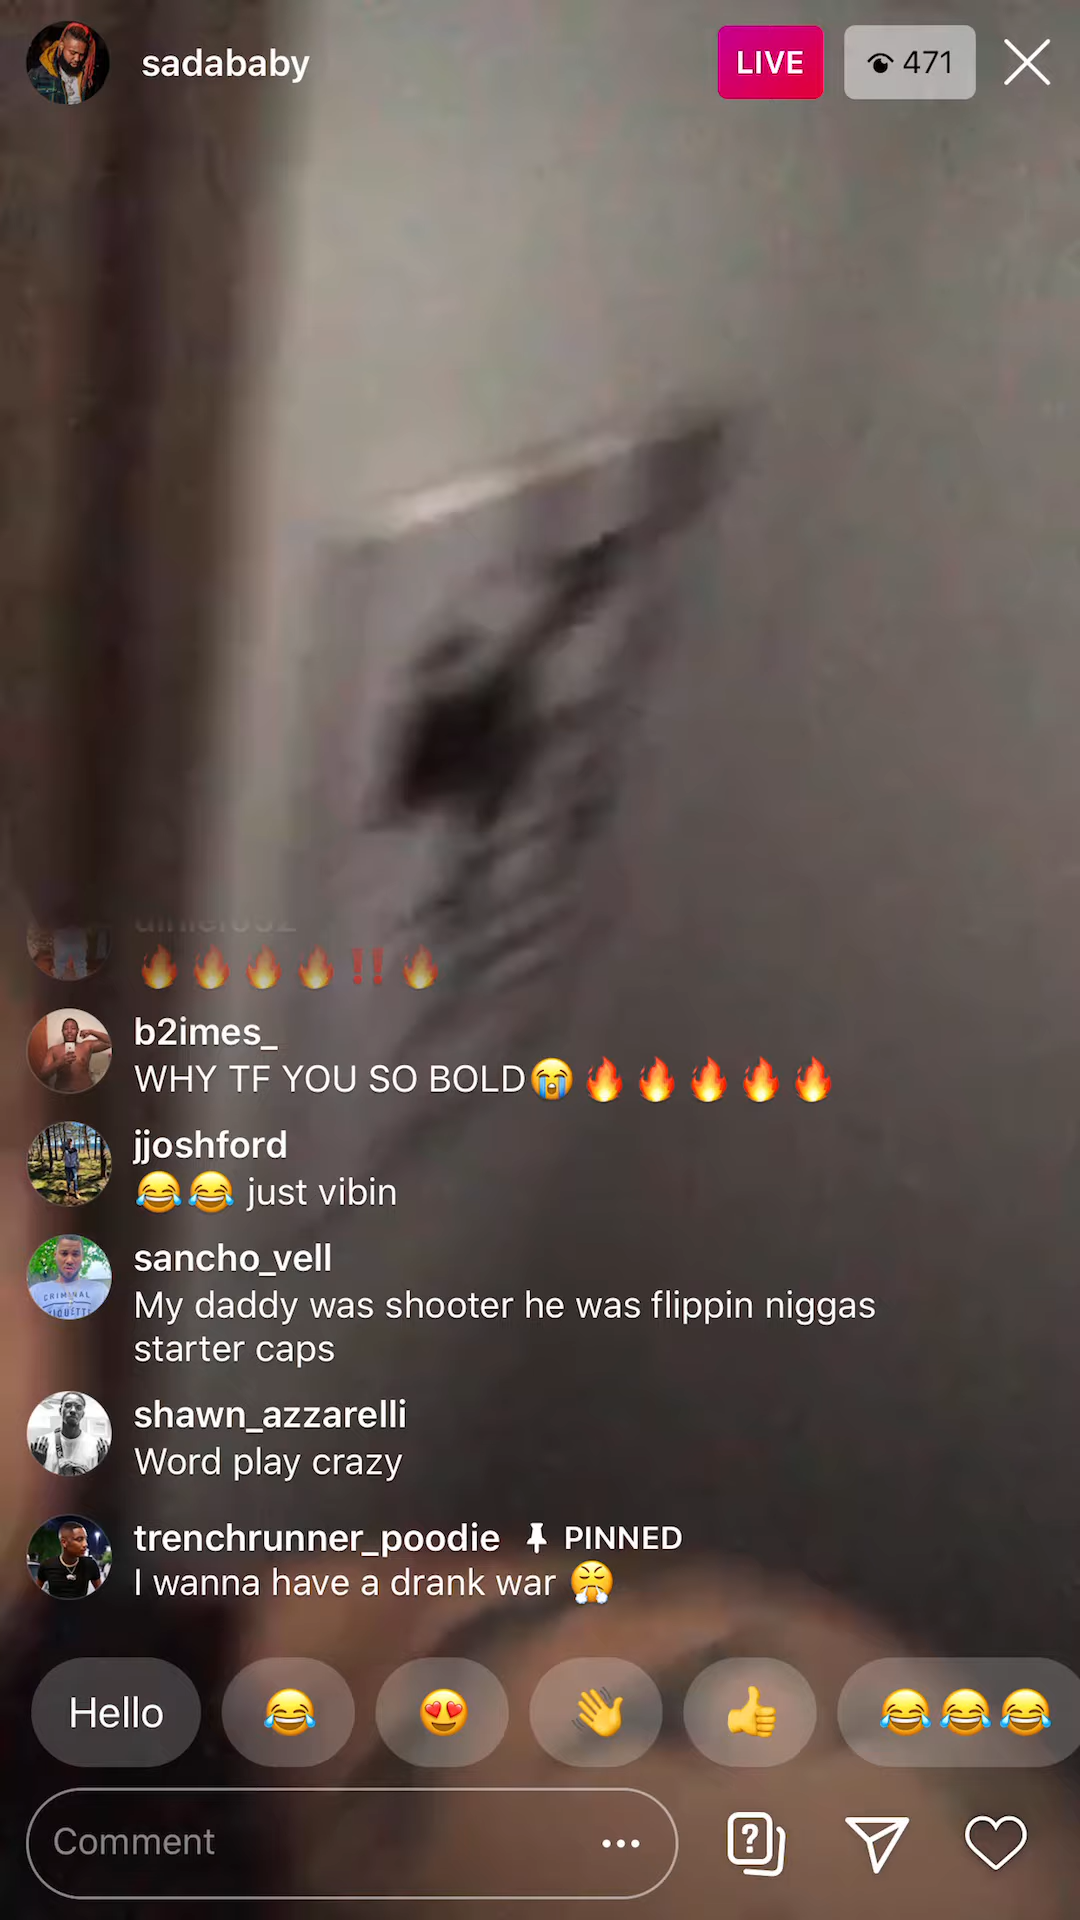 sadababy
LIVE
471
🔥🔥🔥🔥‼️🔥
b2imes_
WHY TF YOU SO BOLD😭🔥🔥🔥🔥🔥
jjoshford
😂😂 just vibin
sancho_vell
My daddy was shooter he was flippin niggas
starter caps
shawn_azzarelli
Word play crazy
trenchrunner_poodie 📌 PINNED
I wanna have a drank war 😤
Hello 😂 😍 👋 👍 😂😂😂
Comment